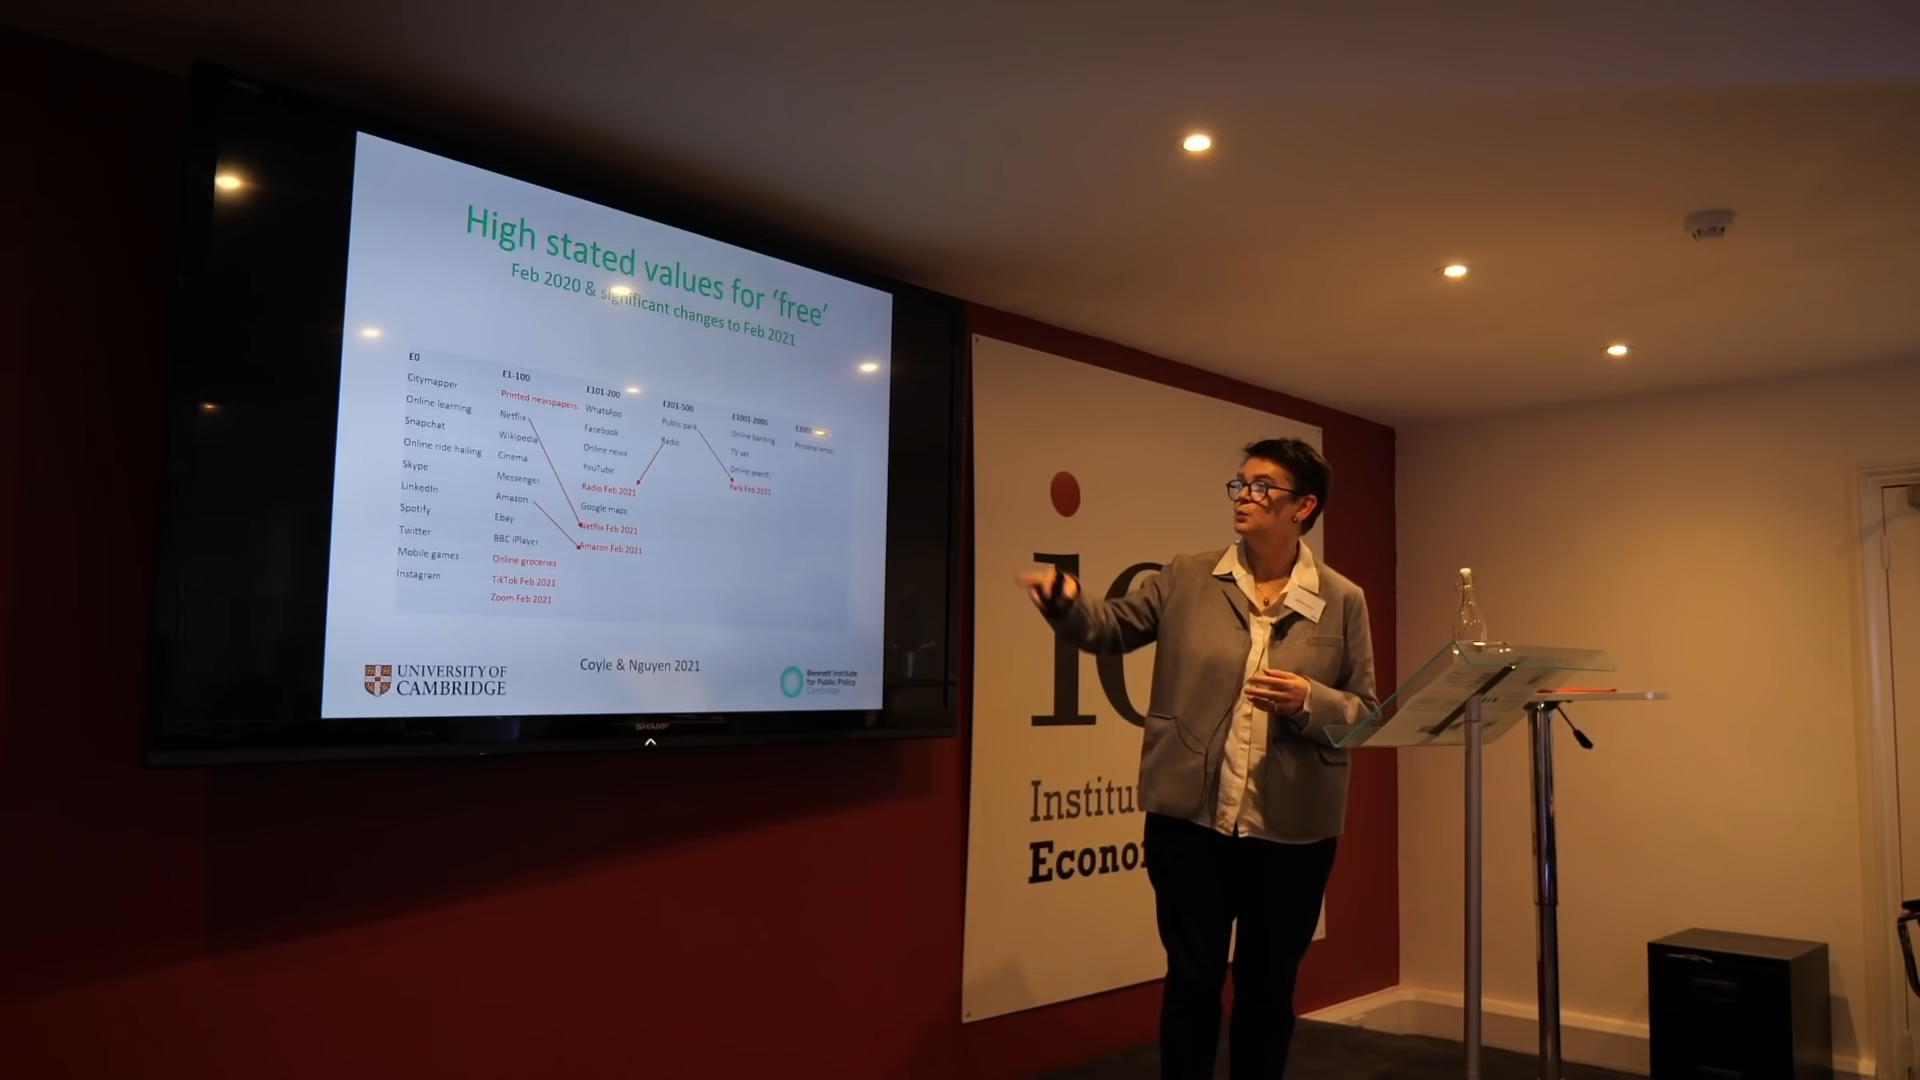 High stated values for ‘free’
Feb 2020 & significant changes to Feb 2021
£0
Citymapper
Online learning
Snapchat
Online ride hailing
Skype
LinkedIn
Spotify
Twitter
Mobile games
Instagram
£1-100
Printed newspapers
Netflix
Wikipedia
Cinema
Messenger
Amazon
Ebay
BBC iPlayer
Online groceries
TikTok Feb 2021
Zoom Feb 2021
£101-200
WhatsApp
Facebook
Online news
YouTube
Radio Feb 2021
Google maps
Netflix Feb 2021
Amazon Feb 2021
£201-500
Public park
Radio
£1001-2000
Online banking
TV set
Online search
Park Feb 2021
Personal email
UNIVERSITY OF
CAMBRIDGE
Coyle & Nguyen 2021
Bennett Institute
for Public Policy
Cambridge
SHARP
Institu
Econo